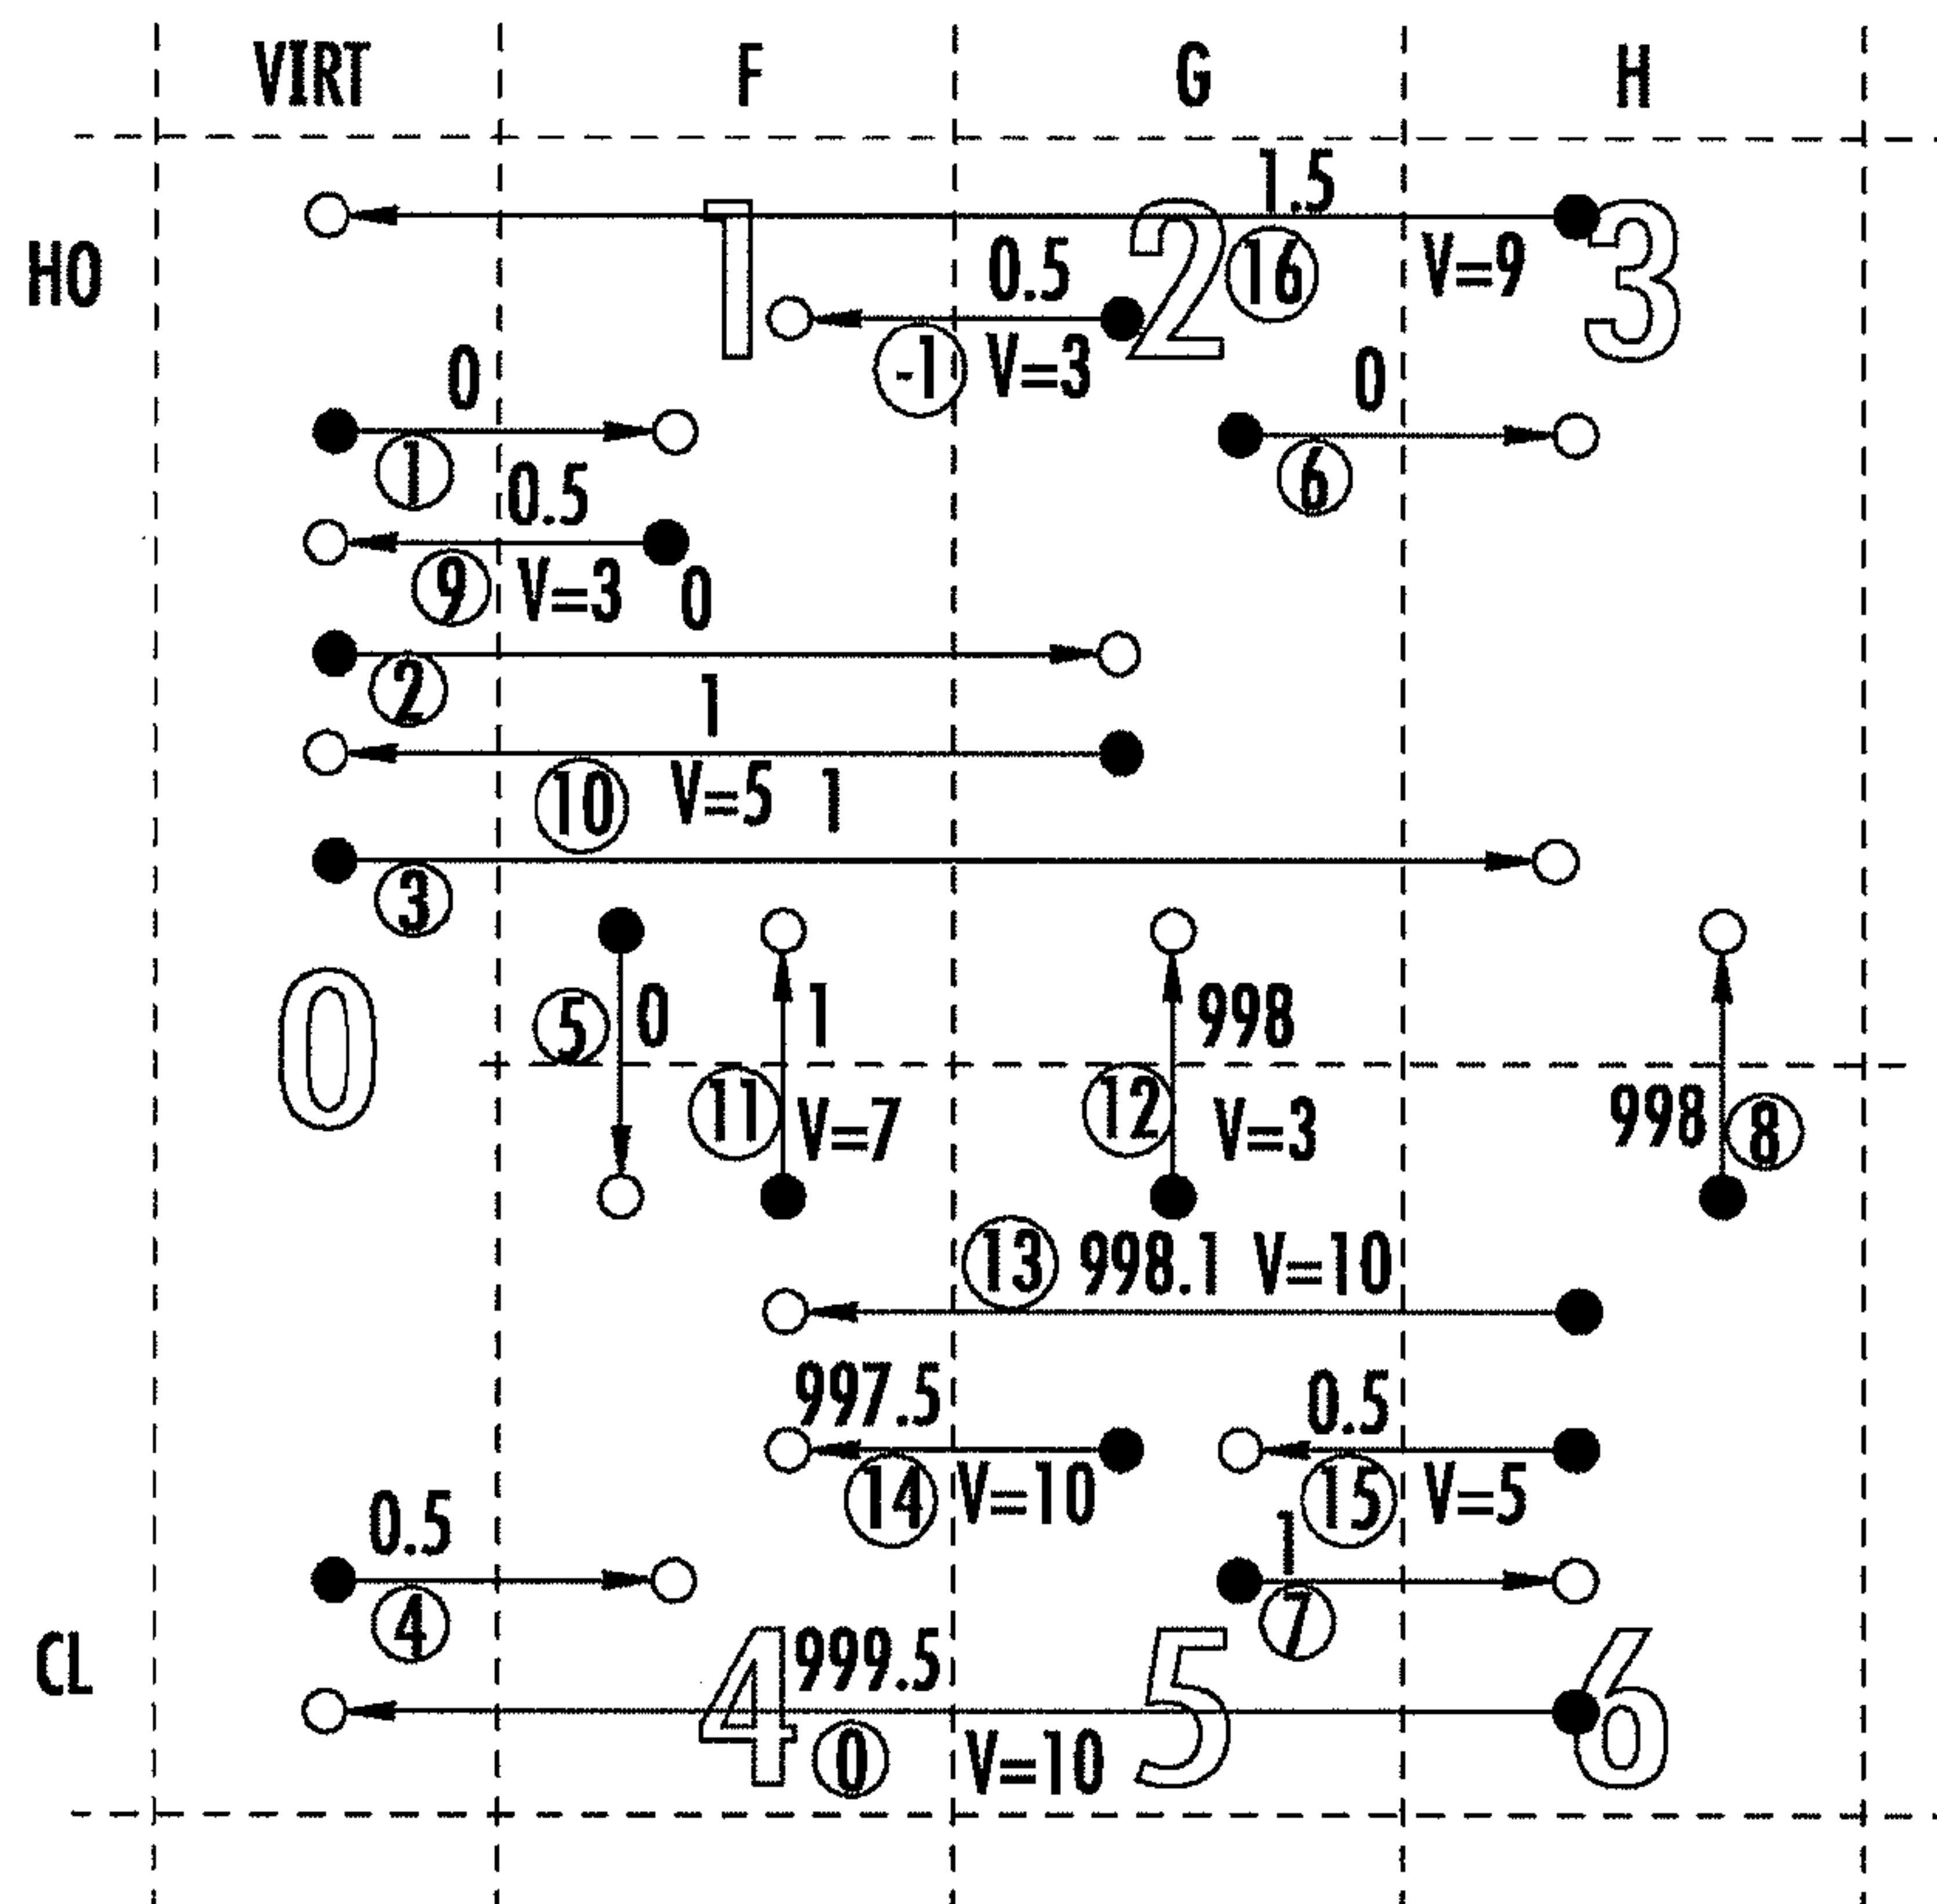 VIRT F G H
1.5
HO 1 2 16 V=9 3
0.5
-1 V=3
0 0
1 6
0.5
9 V=3 0
2
1
10 V=5 1
3
0 5 0 1 998
11 V=7 12 V=3 998 8
13 998.1 V=10
997.5 0.5
14 V=10 15 V=5
0.5 1
4 7
CL 4 999.5 5 6
0 V=10